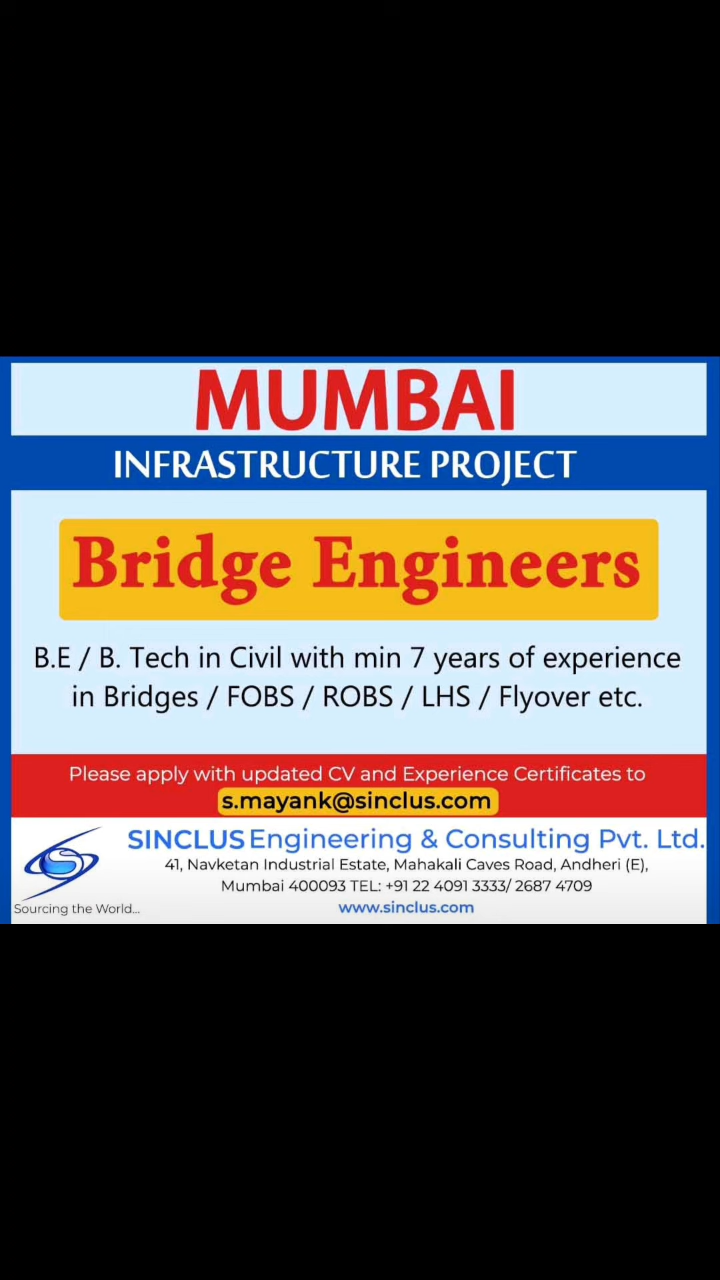 MUMBAI
INFRASTRUCTURE PROJECT
Bridge Engineers
B.E / B. Tech in Civil with min 7 years of experience
in Bridges / FOBS / ROBS / LHS / Flyover etc.
Please apply with updated CV and Experience Certificates to
s.mayank@sinclus.com
SINCLUS Engineering & Consulting Pvt. Ltd.
41, Navketan Industrial Estate, Mahakali Caves Road, Andheri (E),
Mumbai 400093 TEL: +91 22 4091 3333/ 2687 4709
Sourcing the World...
www.sinclus.com